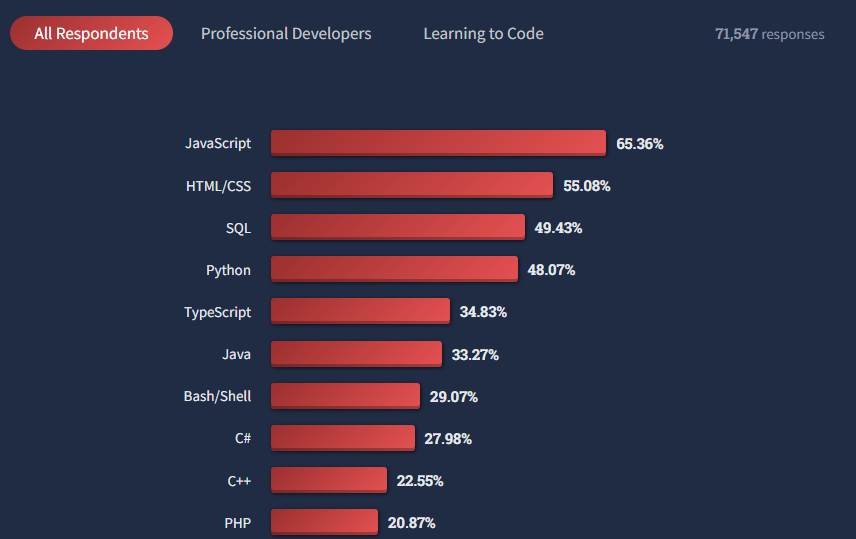 All Respondents Professional Developers Learning to Code 71,547 responses
JavaScript 65.36%
HTML/CSS 55.08%
SQL 49.43%
Python 48.07%
TypeScript 34.83%
Java 33.27%
Bash/Shell 29.07%
C# 27.98%
C++ 22.55%
PHP 20.87%